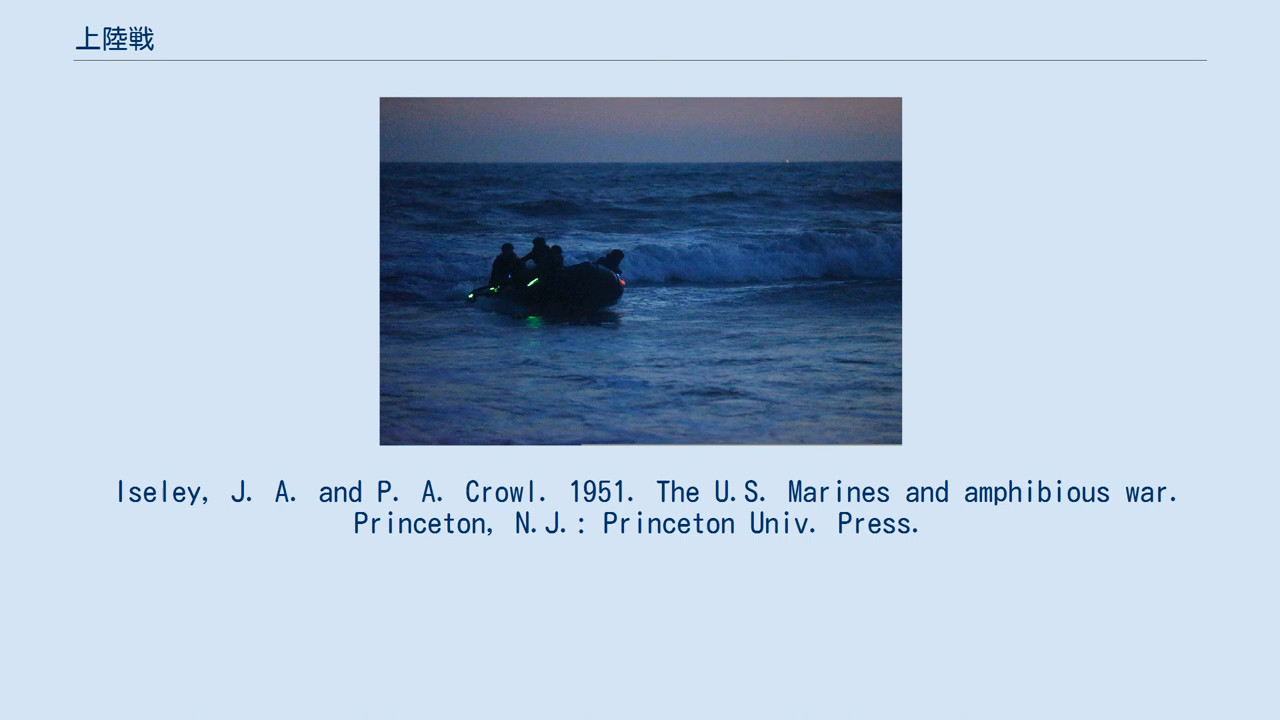 上陸戦
Iseley, J. A. and P. A. Crowl. 1951. The U.S. Marines and amphibious war.
Princeton, N.J.: Princeton Univ. Press.